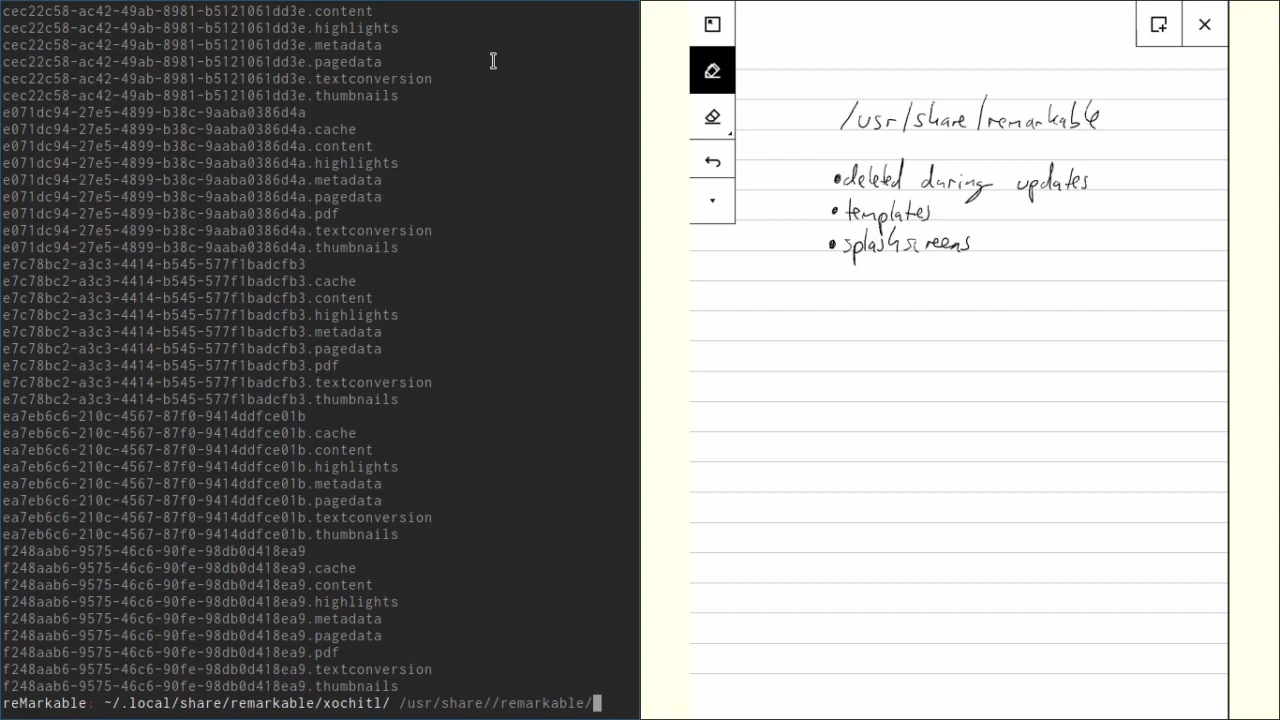 cec22c58-ac42-49ab-8981-b5121061dd3e.content
cec22c58-ac42-49ab-8981-b5121061dd3e.highlights
cec22c58-ac42-49ab-8981-b5121061dd3e.metadata
cec22c58-ac42-49ab-8981-b5121061dd3e.pagedata
cec22c58-ac42-49ab-8981-b5121061dd3e.textconversion
cec22c58-ac42-49ab-8981-b5121061dd3e.thumbnails
e071dc94-27e5-4899-b38c-9aaba0386d4a
e071dc94-27e5-4899-b38c-9aaba0386d4a.cache
e071dc94-27e5-4899-b38c-9aaba0386d4a.content
e071dc94-27e5-4899-b38c-9aaba0386d4a.highlights
e071dc94-27e5-4899-b38c-9aaba0386d4a.metadata
e071dc94-27e5-4899-b38c-9aaba0386d4a.pagedata
e071dc94-27e5-4899-b38c-9aaba0386d4a.pdf
e071dc94-27e5-4899-b38c-9aaba0386d4a.textconversion
e071dc94-27e5-4899-b38c-9aaba0386d4a.thumbnails
e7c78bc2-a3c3-4414-b545-577f1badcfb3
e7c78bc2-a3c3-4414-b545-577f1badcfb3.cache
e7c78bc2-a3c3-4414-b545-577f1badcfb3.content
e7c78bc2-a3c3-4414-b545-577f1badcfb3.highlights
e7c78bc2-a3c3-4414-b545-577f1badcfb3.metadata
e7c78bc2-a3c3-4414-b545-577f1badcfb3.pagedata
e7c78bc2-a3c3-4414-b545-577f1badcfb3.pdf
e7c78bc2-a3c3-4414-b545-577f1badcfb3.textconversion
e7c78bc2-a3c3-4414-b545-577f1badcfb3.thumbnails
ea7eb6c6-210c-4567-87f0-9414ddfce01b
ea7eb6c6-210c-4567-87f0-9414ddfce01b.cache
ea7eb6c6-210c-4567-87f0-9414ddfce01b.content
ea7eb6c6-210c-4567-87f0-9414ddfce01b.highlights
ea7eb6c6-210c-4567-87f0-9414ddfce01b.metadata
ea7eb6c6-210c-4567-87f0-9414ddfce01b.pagedata
ea7eb6c6-210c-4567-87f0-9414ddfce01b.textconversion
ea7eb6c6-210c-4567-87f0-9414ddfce01b.thumbnails
f248aab6-9575-46c6-90fe-98db0d418ea9
f248aab6-9575-46c6-90fe-98db0d418ea9.cache
f248aab6-9575-46c6-90fe-98db0d418ea9.content
f248aab6-9575-46c6-90fe-98db0d418ea9.highlights
f248aab6-9575-46c6-90fe-98db0d418ea9.metadata
f248aab6-9575-46c6-90fe-98db0d418ea9.pagedata
f248aab6-9575-46c6-90fe-98db0d418ea9.pdf
f248aab6-9575-46c6-90fe-98db0d418ea9.textconversion
f248aab6-9575-46c6-90fe-98db0d418ea9.thumbnails
reMarkable: ~/.local/share/remarkable/xochitl/ /usr/share//remarkable/
/usr/share/remarkable
•deleted during updates
•templates
•splashscreens